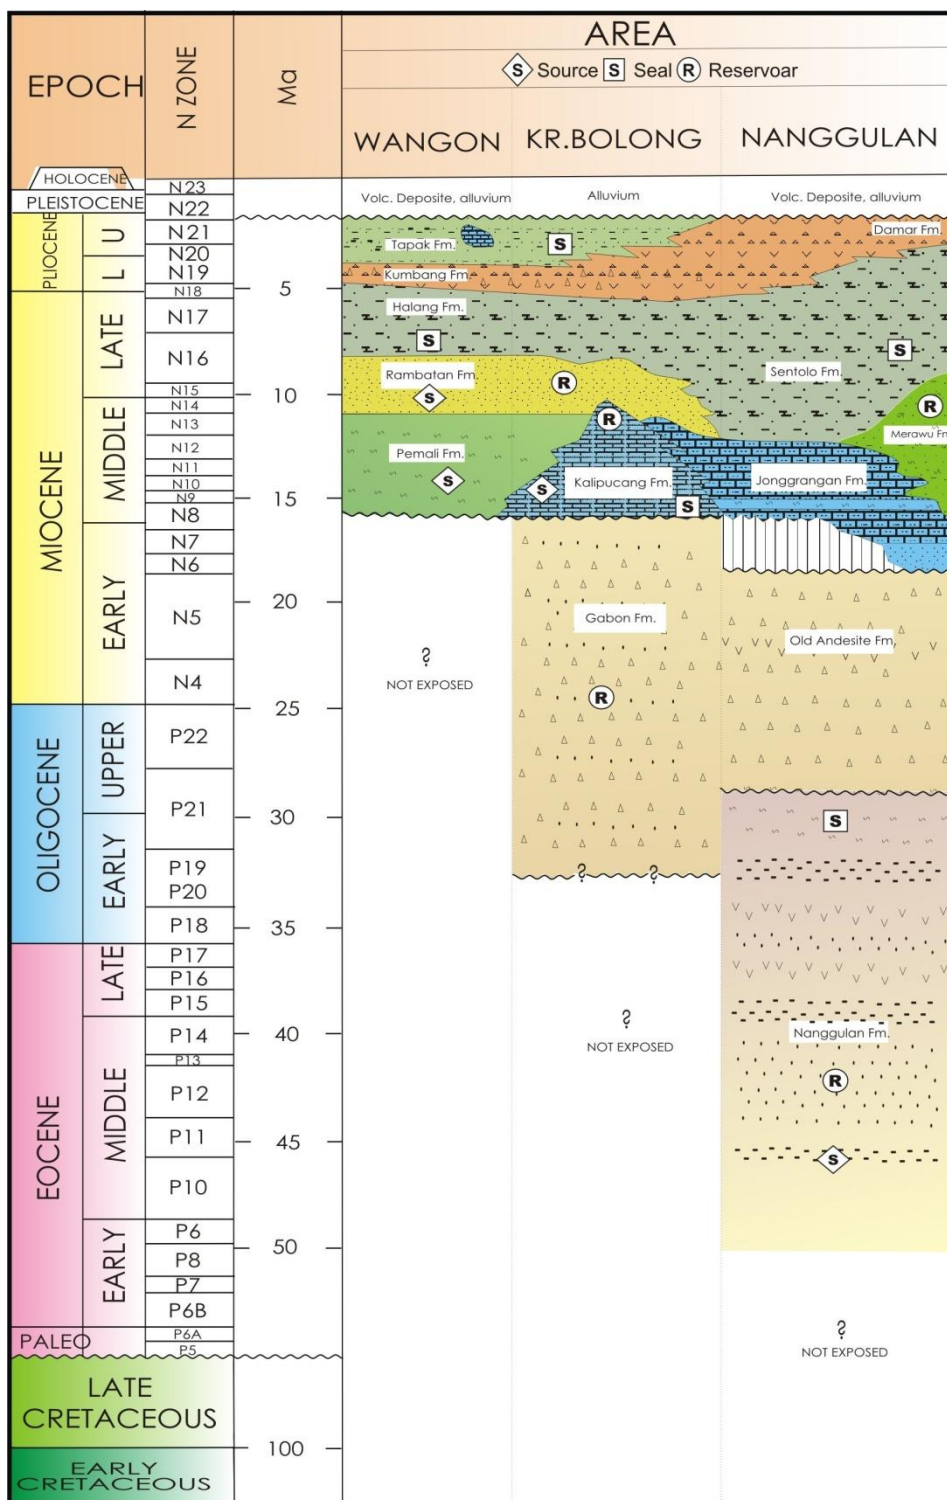 AREA
S Source S Seal R Reservoar
EPOCH
N ZONE
Ma
WANGON
KR.BOLONG
NANGGULAN
HOLOCENE
N23
PLEISTOCENE
N22
Volc. Deposite, alluvium
Alluvium
Volc. Deposite, alluvium
PLIOCENE
U
L
N21
N20
N19
N18
5
Tapak Fm.
S
Damar Fm.
Kumbang Fm
Halang Fm.
S
S
Sentolo Fm.
MIOCENE
LATE
N17
N16
N15
10
Rambatan Fm
S
R
R
MIDDLE
N14
N13
N12
N11
N10
N9
N8
15
R
Merawu Fm
Pemali Fm.
S
S
Kalipucang Fm.
S
Jonggrangan Fm.
EARLY
N7
N6
N5
N4
20
Gabon Fm.
Old Andesite Fm,
?
NOT EXPOSED
R
25
OLIGOCENE
UPPER
P22
P21
30
EARLY
P19
P20
P18
S
? ?
35
EOCENE
LATE
P17
P16
P15
MIDDLE
P14
P13
P12
P11
P10
40
?
NOT EXPOSED
Nanggulan Fm.
R
45
S
EARLY
P6
P8
P7
P6B
50
PALEO
P6A
P5
?
NOT EXPOSED
LATE
CRETACEOUS
100
EARLY
CRETACEOUS